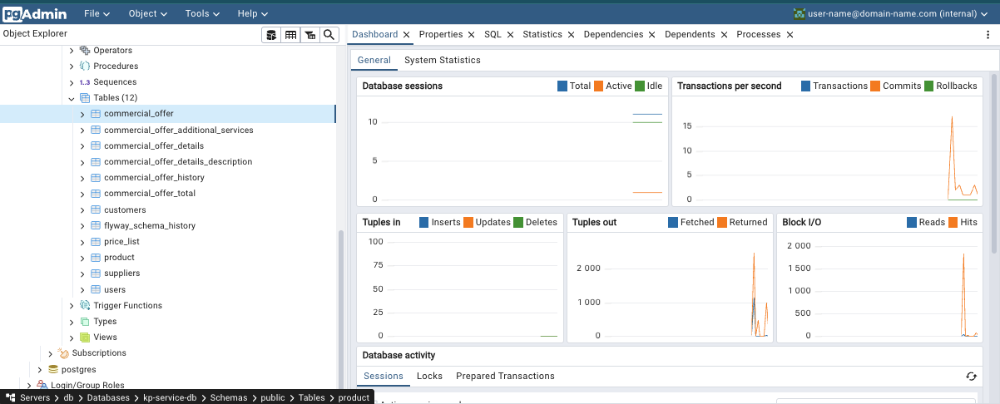 pgAdmin File Object Tools Help user-name@domain-name.com (internal)
Object Explorer
Dashboard Properties SQL Statistics Dependencies Dependents Processes
Operators
Procedures
1..3 Sequences
Tables (12)
commercial_offer
commercial_offer_additional_services
commercial_offer_details
commercial_offer_details_description
commercial_offer_history
commercial_offer_total
customers
flyway_schema_history
price_list
product
suppliers
users
Trigger Functions
Types
Views
Subscriptions
postgres
Login/Group Roles
Servers db Databases kp-service-db Schemas public Tables product
General System Statistics
Database sessions Total Active Idle
10
5
0
Transactions per second Transactions Commits Rollbacks
15
10
5
0
Tuples in Inserts Updates Deletes
100
75
50
25
0
Tuples out Fetched Returned
2 000
1 000
0
Block I/O Reads Hits
2 000
1 500
1 000
500
0
Database activity
Sessions Locks Prepared Transactions